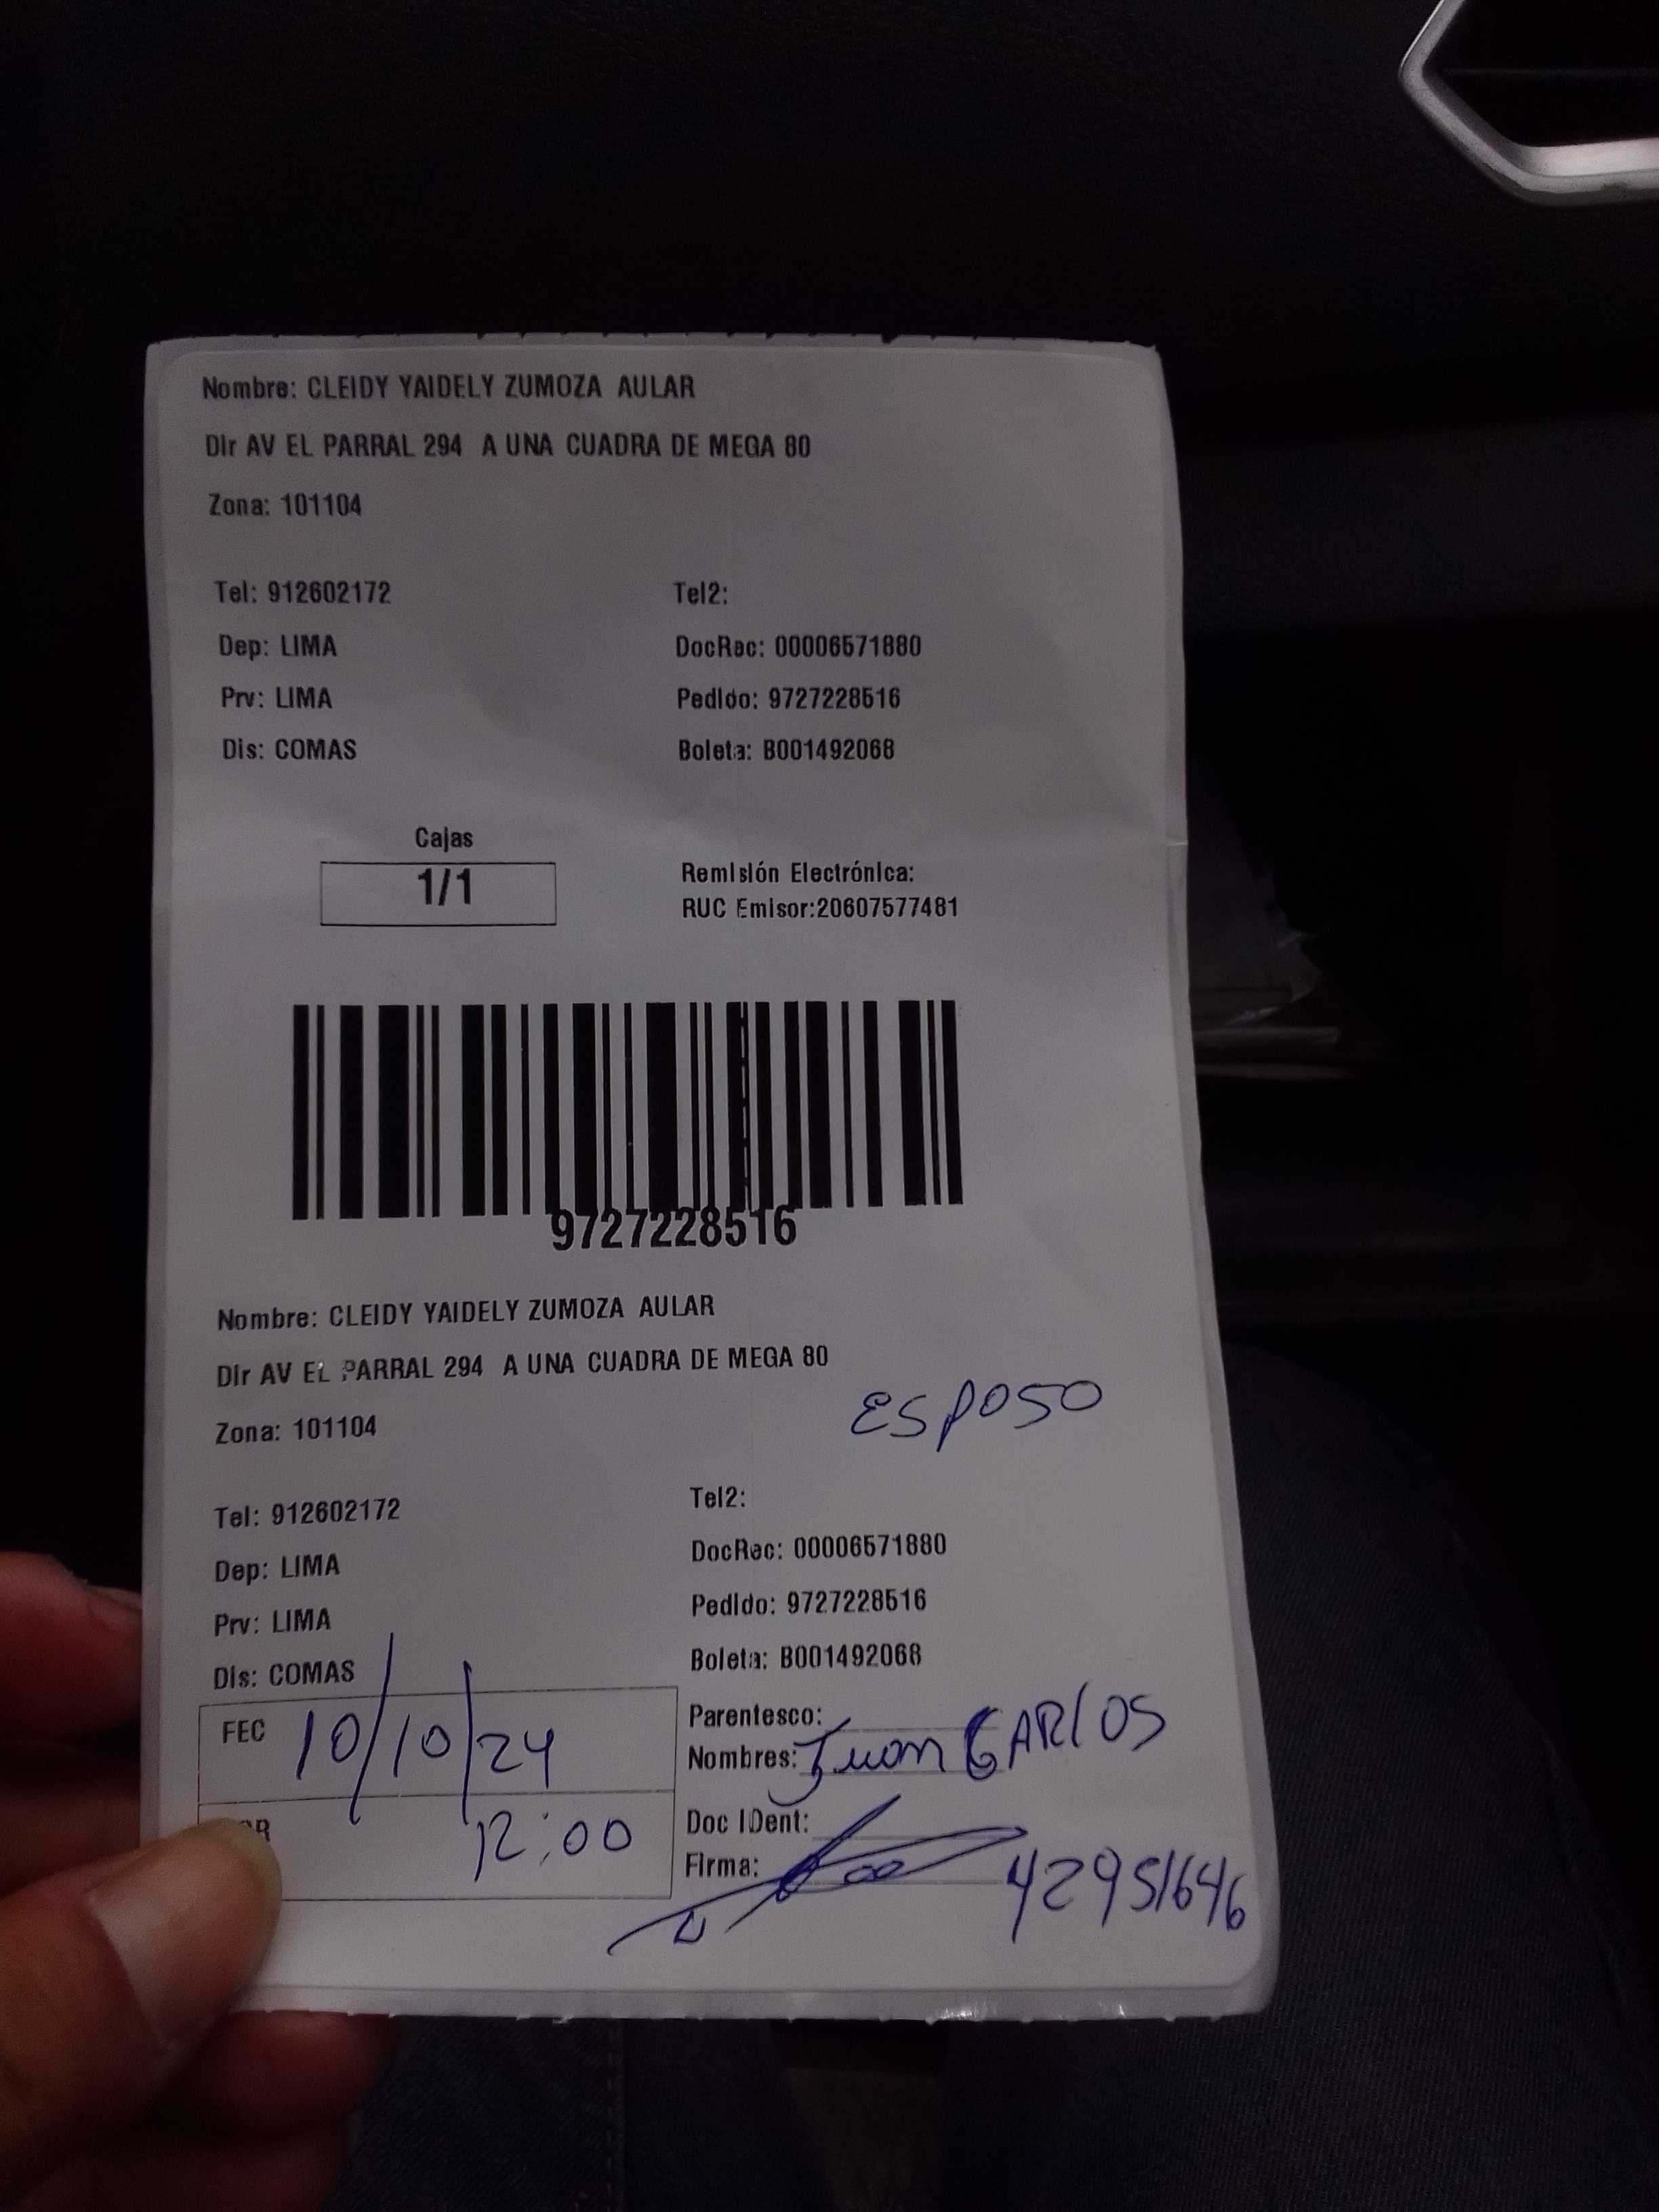 Nombre: CLEIDY YAIDELY ZUMOZA AULAR
Dir AV EL PARRAL 294 A UNA CUADRA DE MEGA 80
Zona: 101104
Tel: 912602172 Tel2:
Dep: LIMA DocRec: 00006571880
Prv: LIMA Pedido: 9727228516
Dis: COMAS Boleta: B001492068
Cajas
1/1
Remisión Electrónica:
RUC Emisor:20607577481
9727228516
Nombre: CLEIDY YAIDELY ZUMOZA AULAR
Dir AV EL PARRAL 294 A UNA CUADRA DE MEGA 80
Zona: 101104
ESPOSO
Tel: 912602172 Tel2:
Dep: LIMA DocRec: 00006571880
Prv: LIMA Pedido: 9727228516
Dis: COMAS Boleta: B001492068
FEC 10/10/24
12:00
Parentesco:
Nombres: Juan CARLOS
Doc IDent:
Firma: 42951646